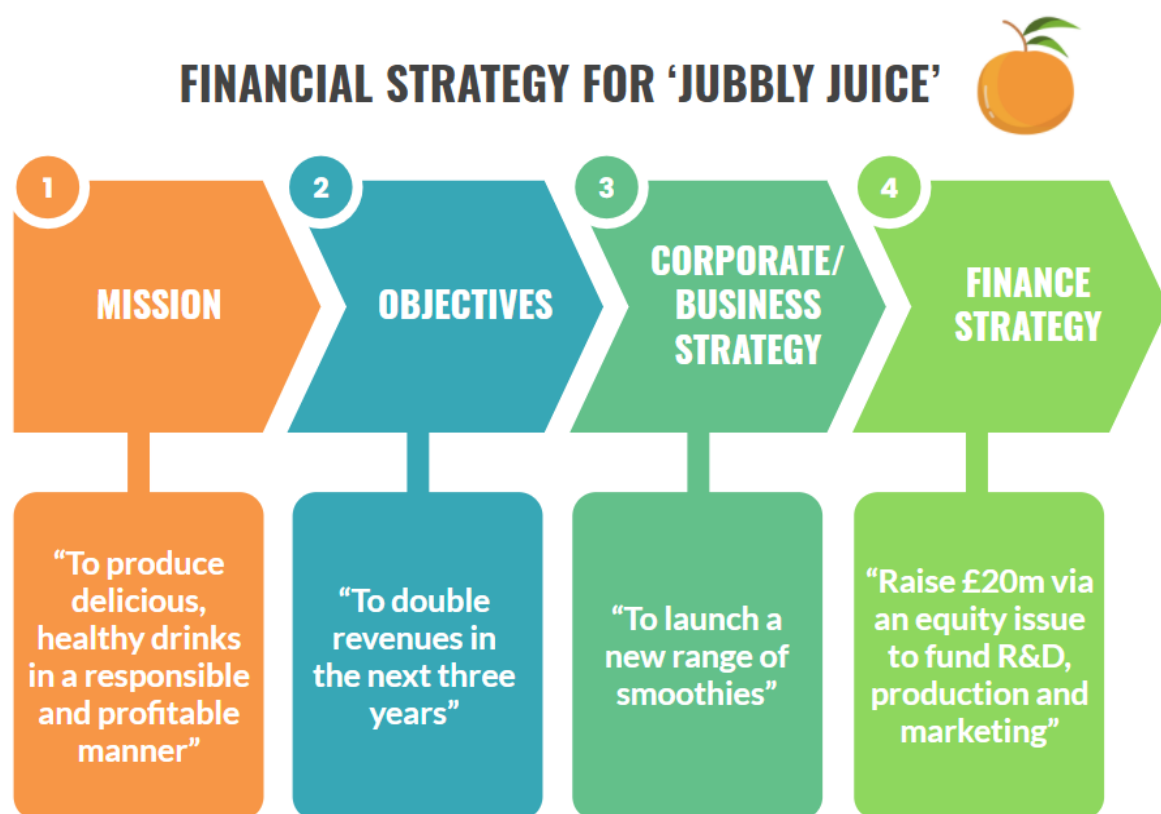 FINANCIAL STRATEGY FOR ‘JUBBLY JUICE’
1
MISSION
“To produce
delicious,
healthy drinks
in a responsible
and profitable
manner”
2
OBJECTIVES
“To double
revenues in
the next three
years”
3
CORPORATE/
BUSINESS
STRATEGY
“To launch a
new range of
smoothies”
4
FINANCE
STRATEGY
“Raise £20m via
an equity issue
to fund R&D,
production and
marketing”